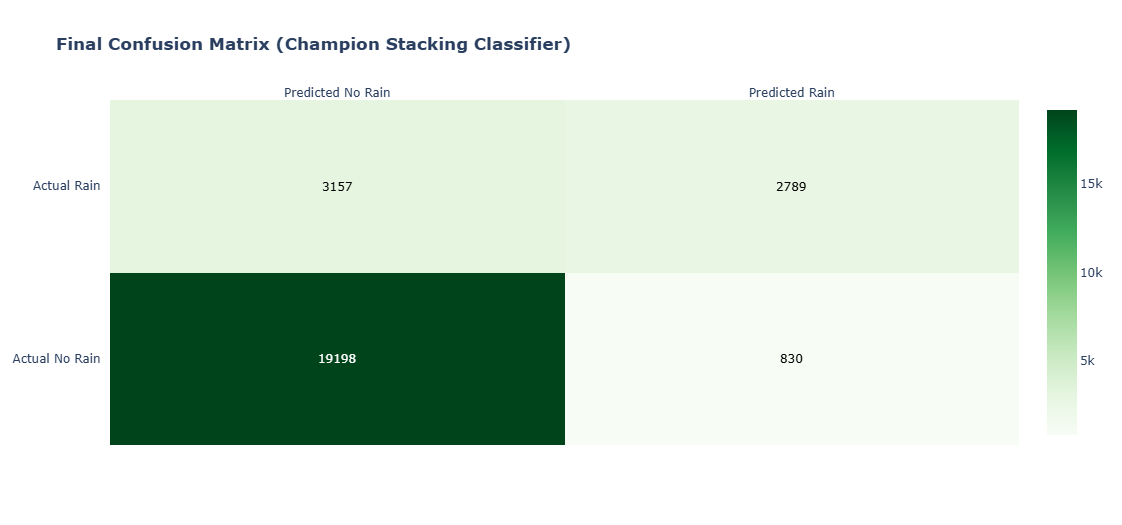 Final Confusion Matrix (Champion Stacking Classifier)
Predicted No Rain
Predicted Rain
Actual Rain
3157
2789
15k
10k
Actual No Rain
19198
830
5k